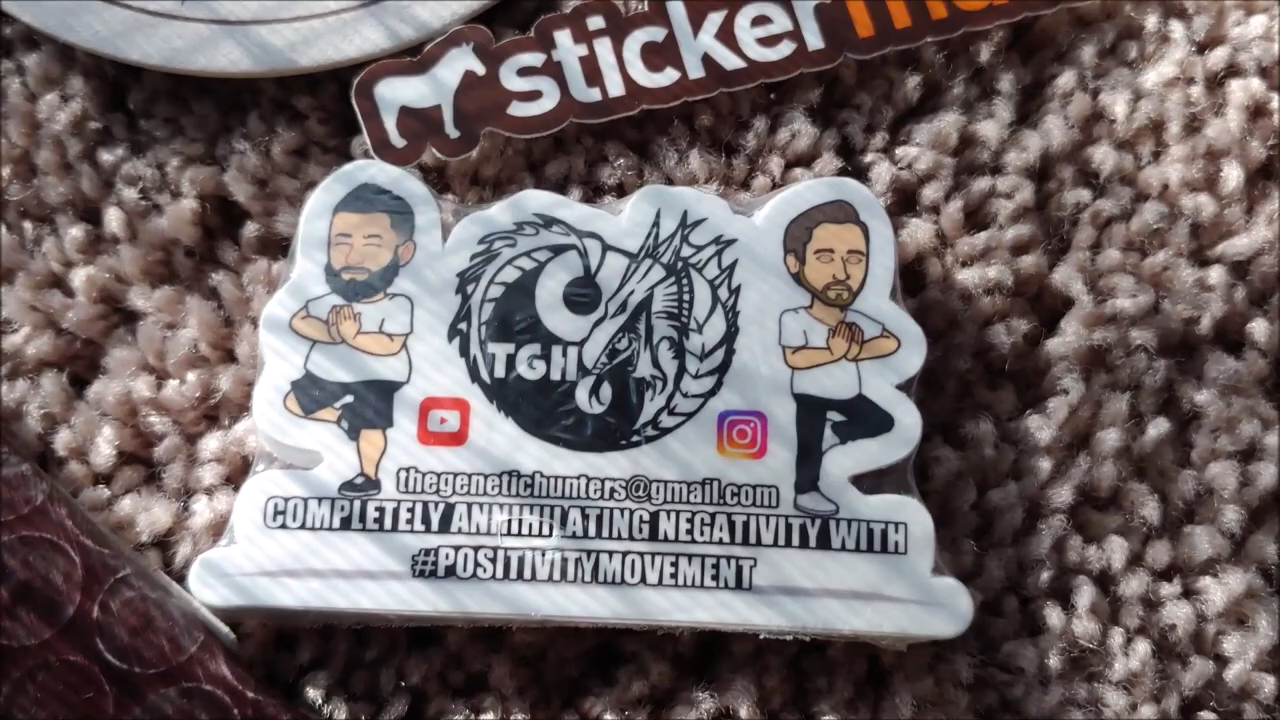 sticker
TGH
thegenetichunters@gmail.com
COMPLETELY ANNIHILATING NEGATIVITY WITH
#POSITIVITYMOVEMENT